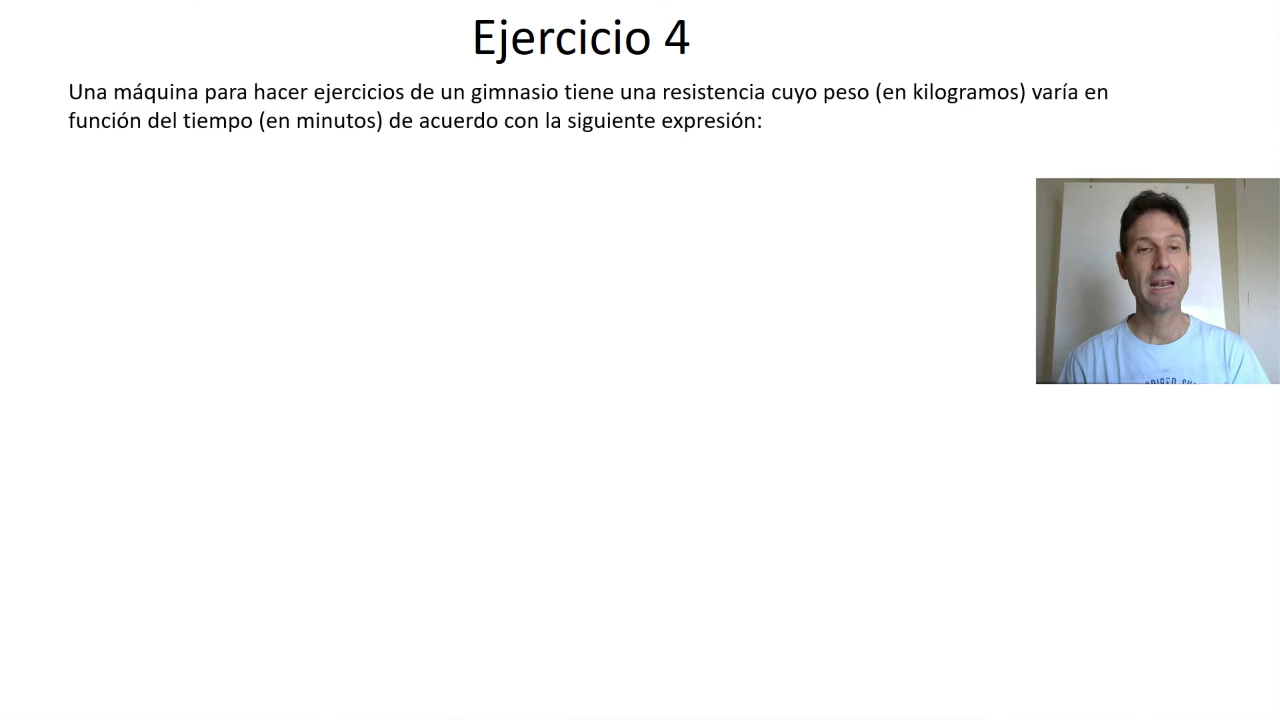 Ejercicio 4
Una máquina para hacer ejercicios de un gimnasio tiene una resistencia cuyo peso (en kilogramos) varía en
función del tiempo (en minutos) de acuerdo con la siguiente expresión: